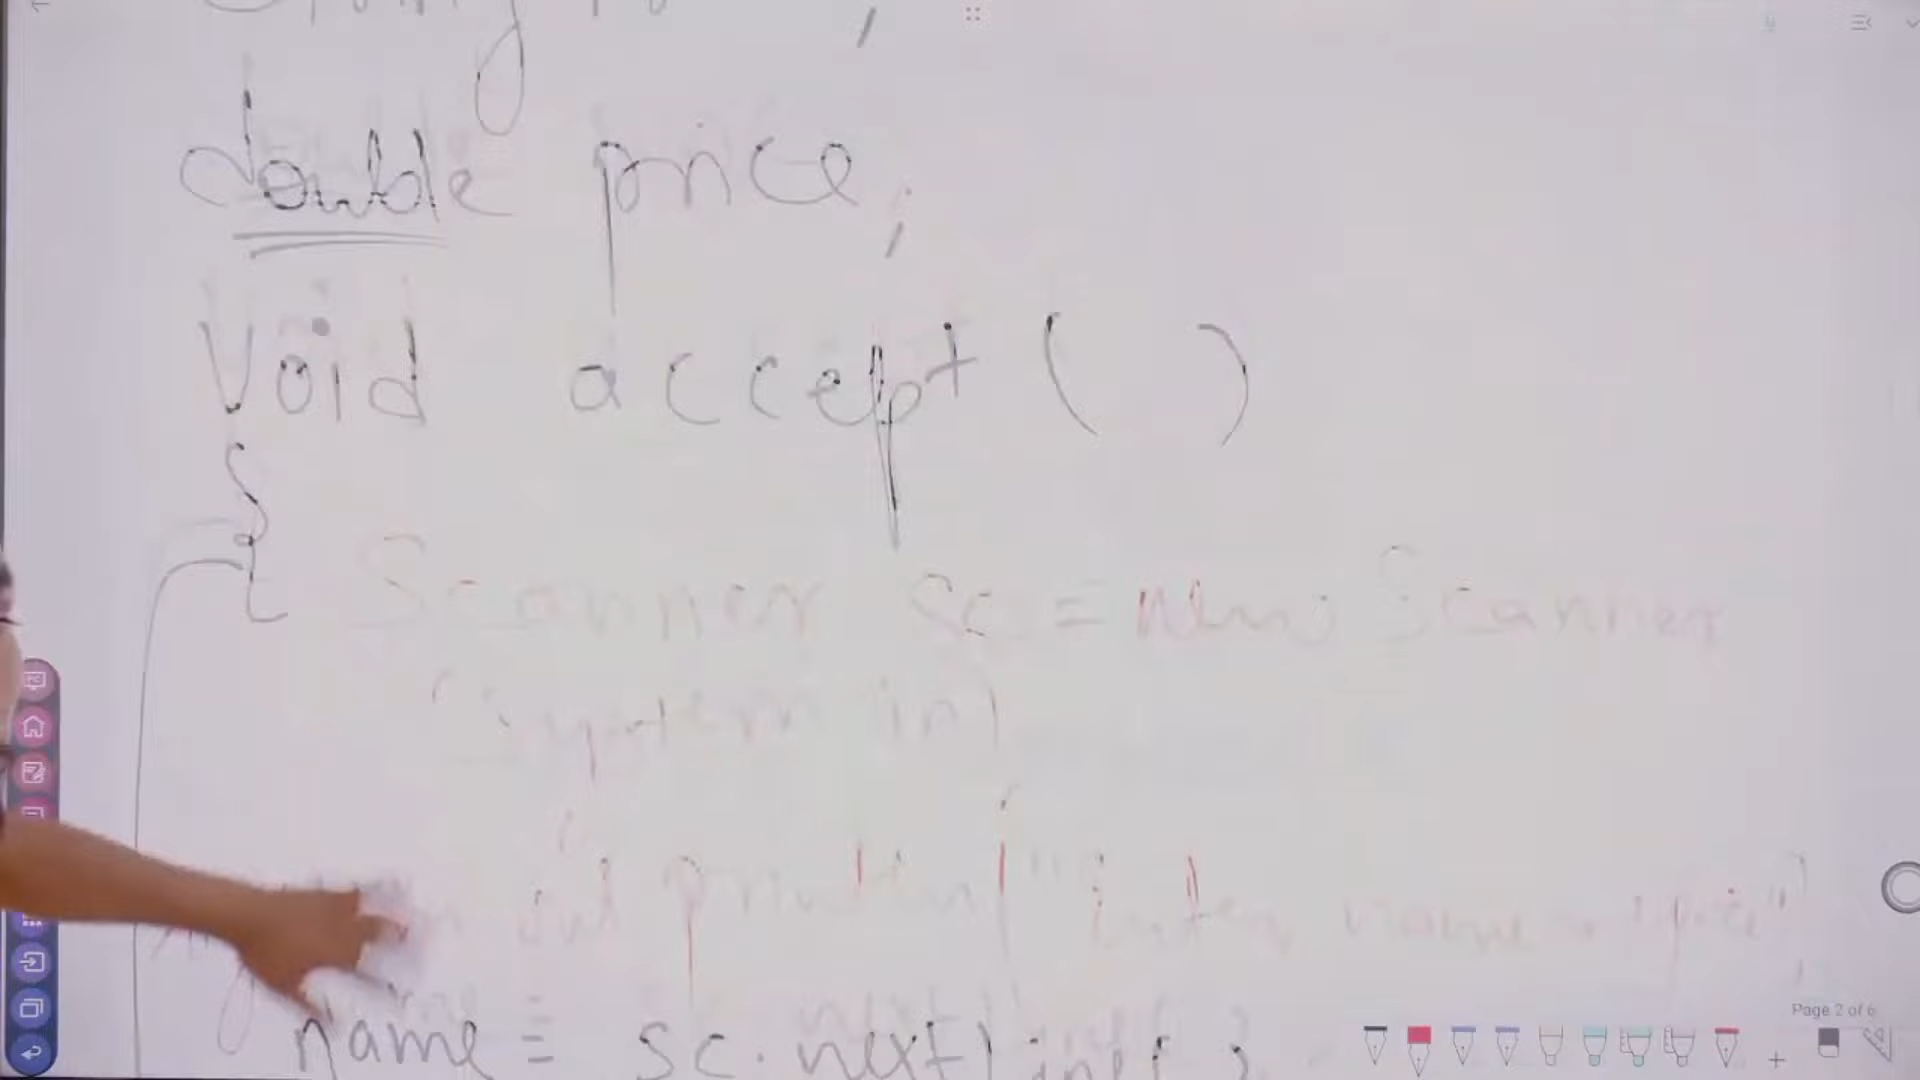 double price;
Void accept ( )
{ Scanner sc = new Scanner
(System in)
out println ("enter name price")
name = sc. nextline( ) ;
Page 2 of 6